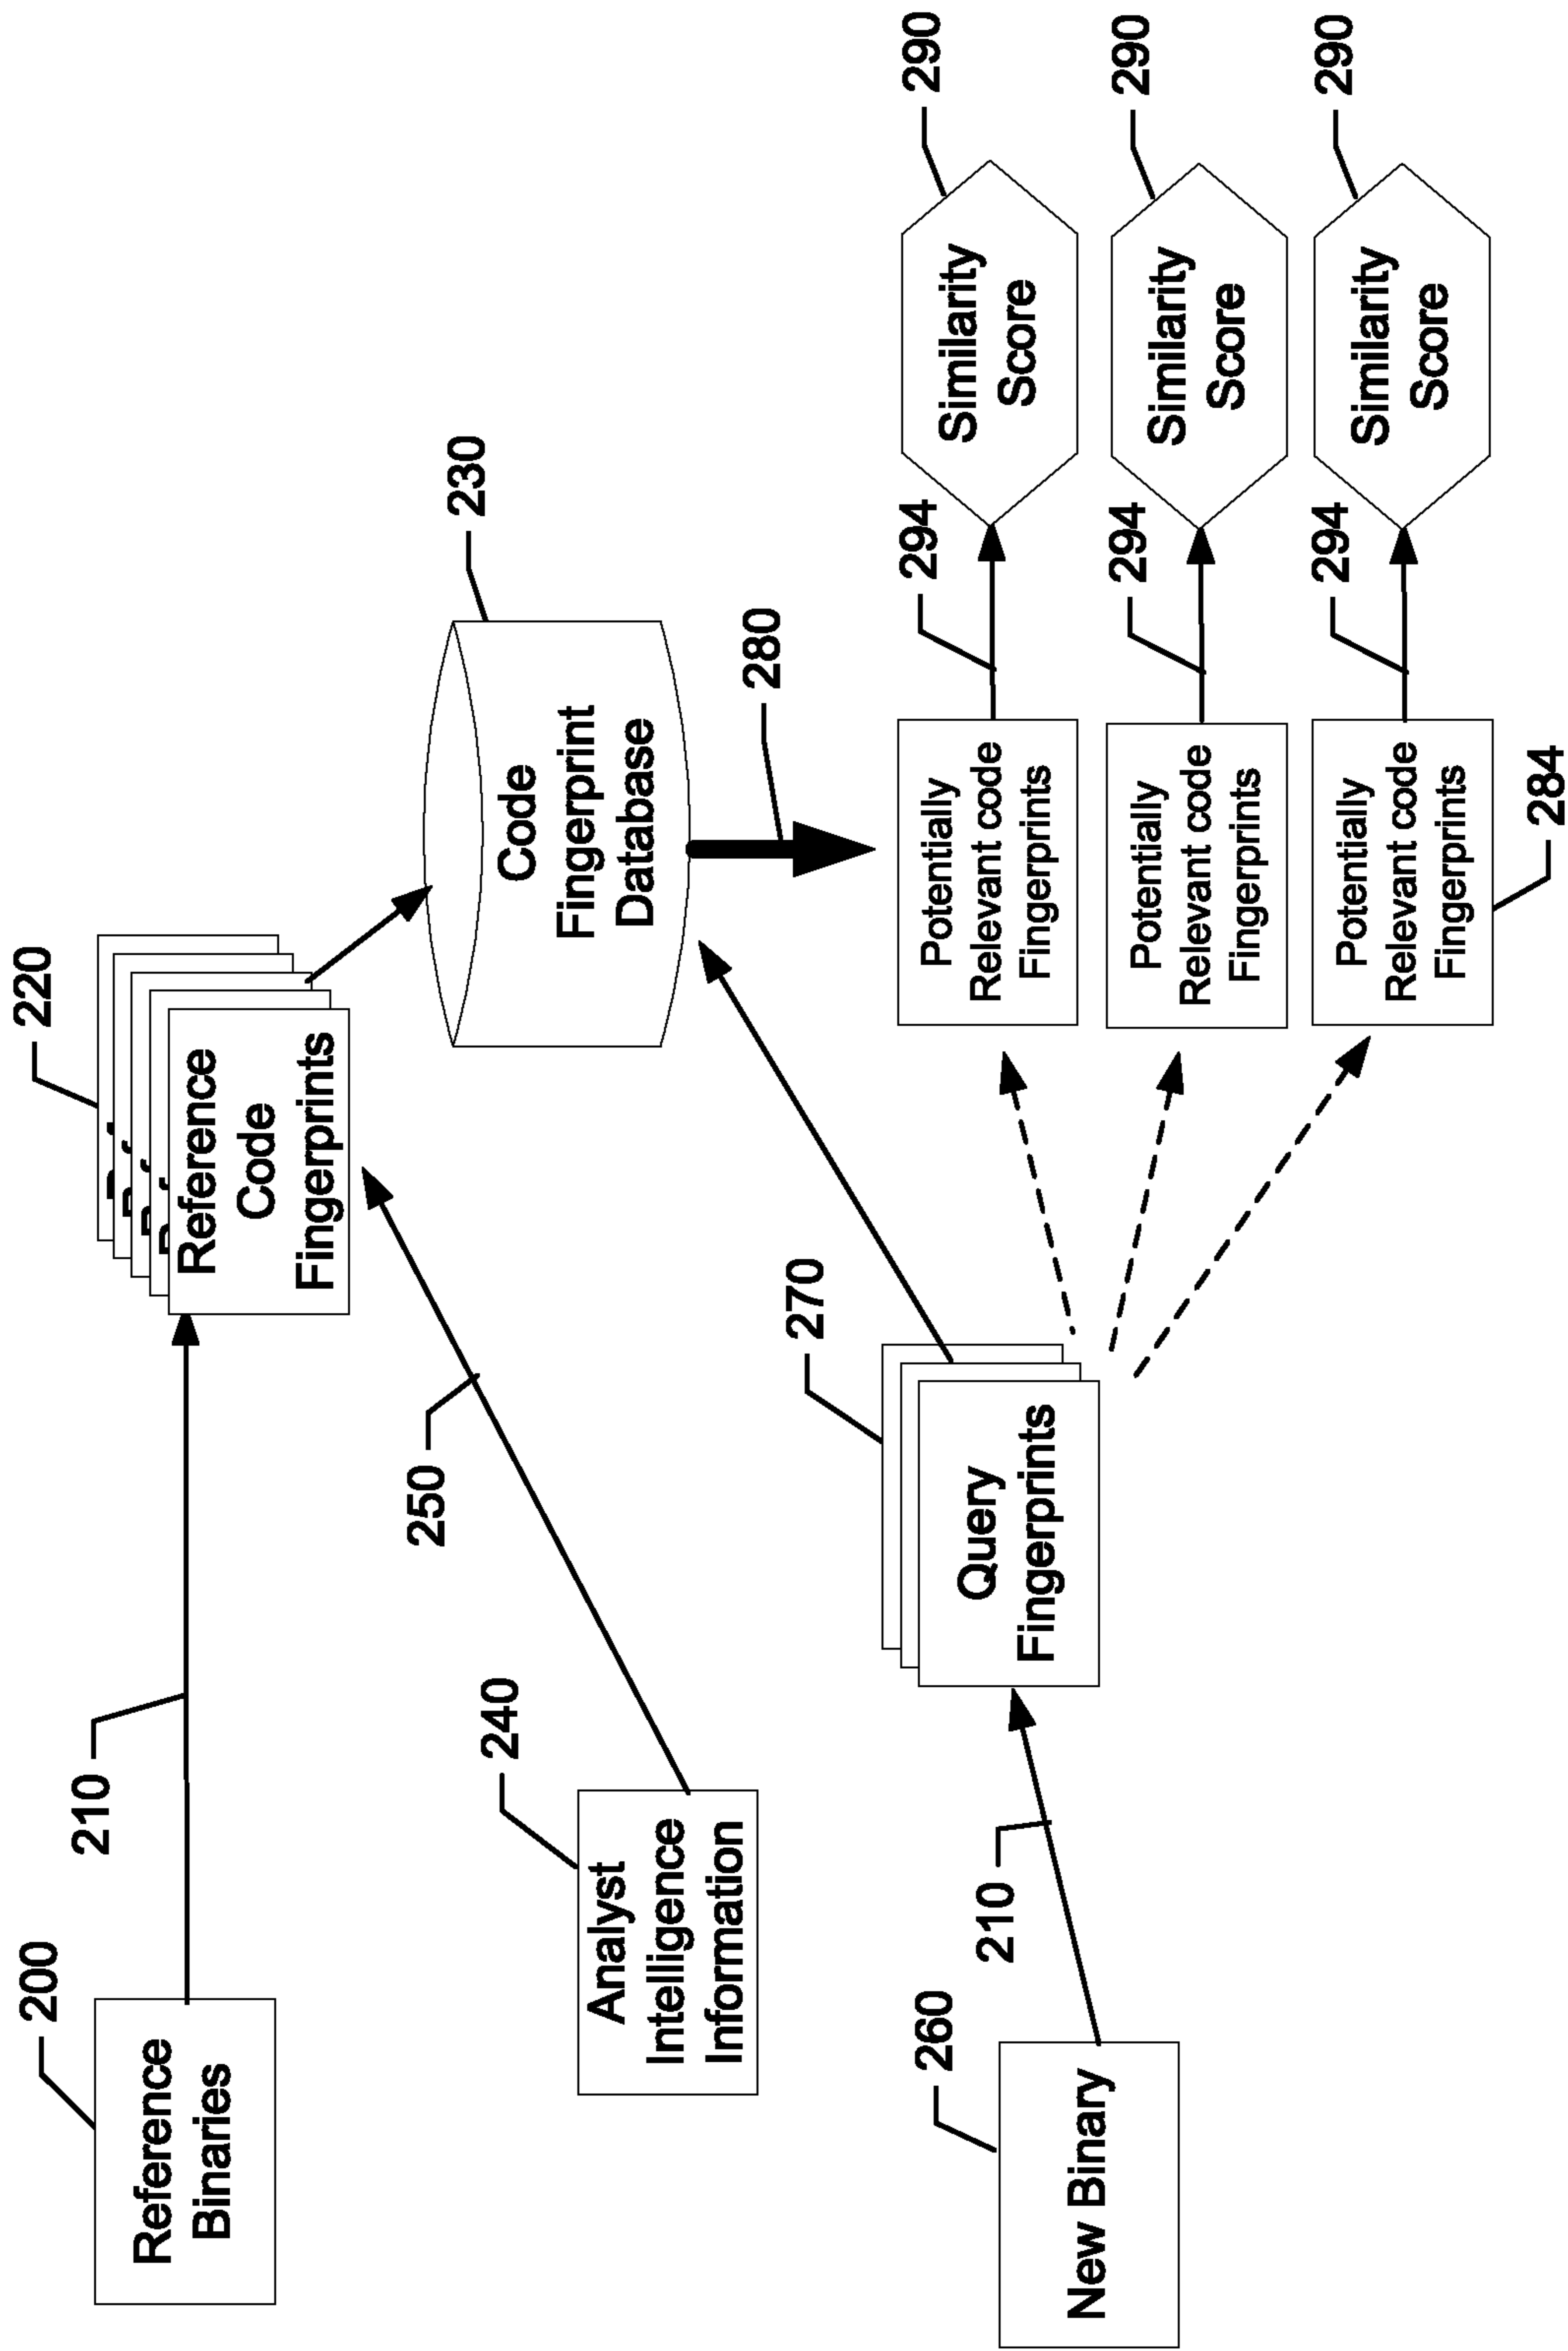 200
Reference
Binaries
210
220
Reference
Code
Fingerprints
230
Code
Fingerprint
Database
240
Analyst
Intelligence
Information
250
280
260
New Binary
210
270
Query
Fingerprints
Potentially
Relevant code
Fingerprints
294
Similarity
Score
290
Potentially
Relevant code
Fingerprints
294
Similarity
Score
290
Potentially
Relevant code
Fingerprints
284
294
Similarity
Score
290